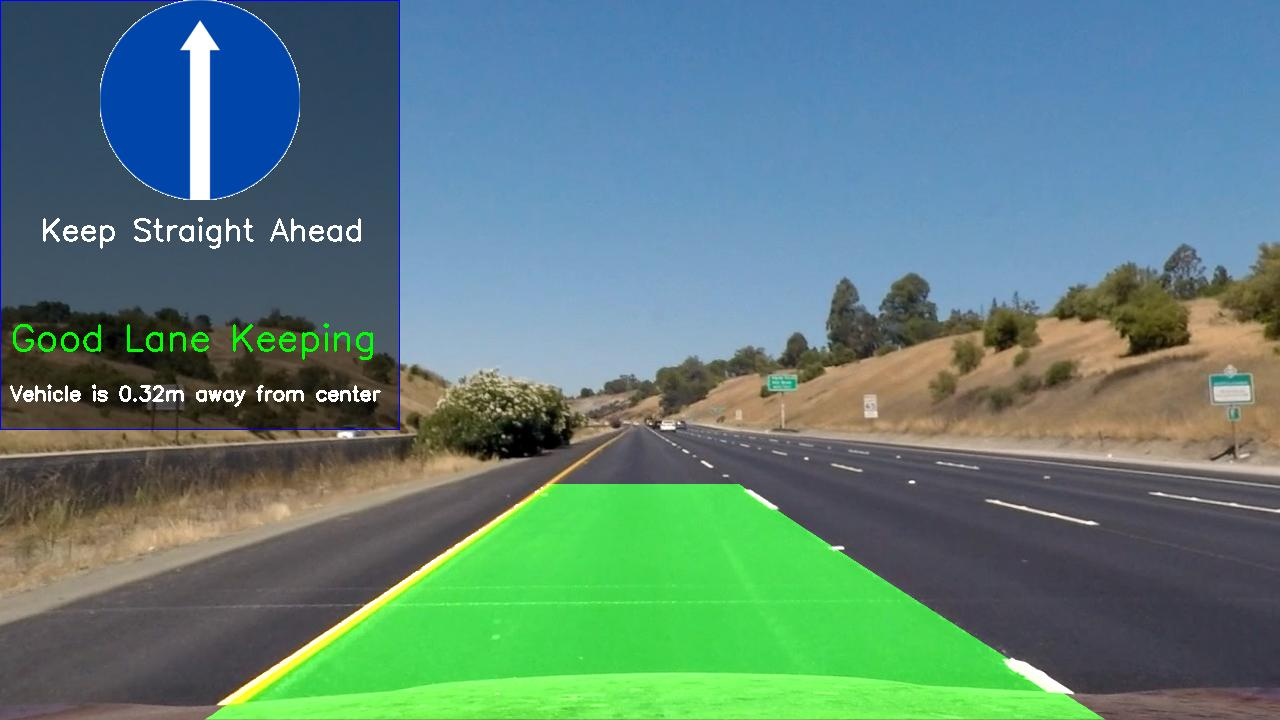 Keep Straight Ahead
Good Lane Keeping
Vehicle is 0.32m away from center